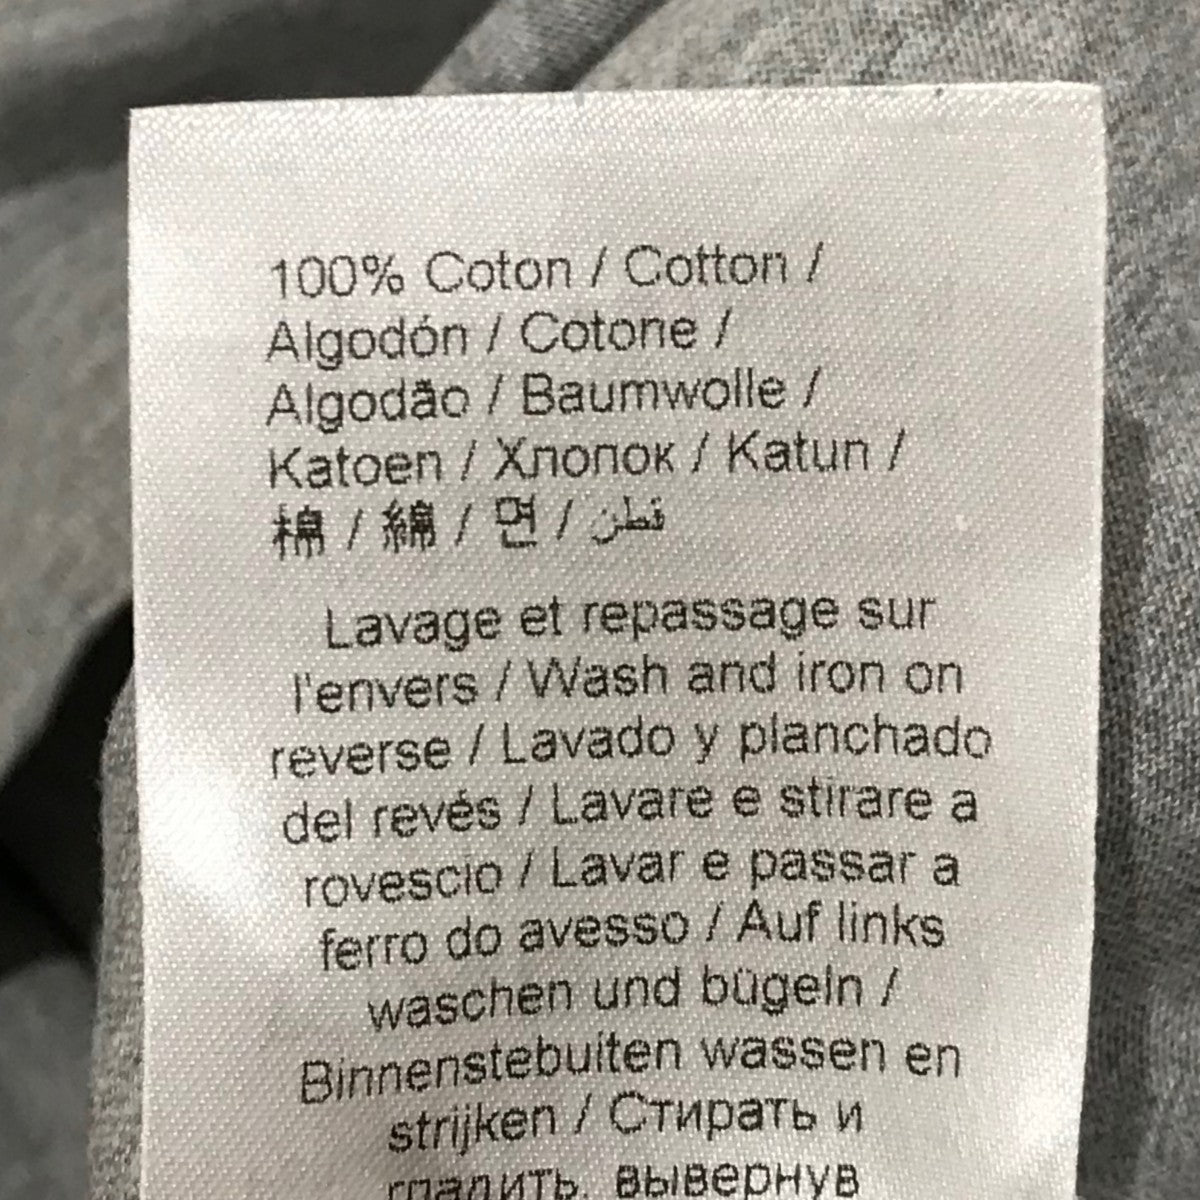 100% Coton / Cotton /
Algodón / Cotone /
Algodão / Baumwolle /
Katoen / Хлопок / Katun /
棉 / 綿 / 면 / قطن
Lavage et repassage sur
l'envers / Wash and iron on
reverse / Lavado y planchado
del revés / Lavare e stirare a
rovescio / Lavar e passar a
ferro do avesso / Auf links
waschen und bügeln /
Binnenstebuiten wassen en
strijken / Стирать и
гладить, вывернув